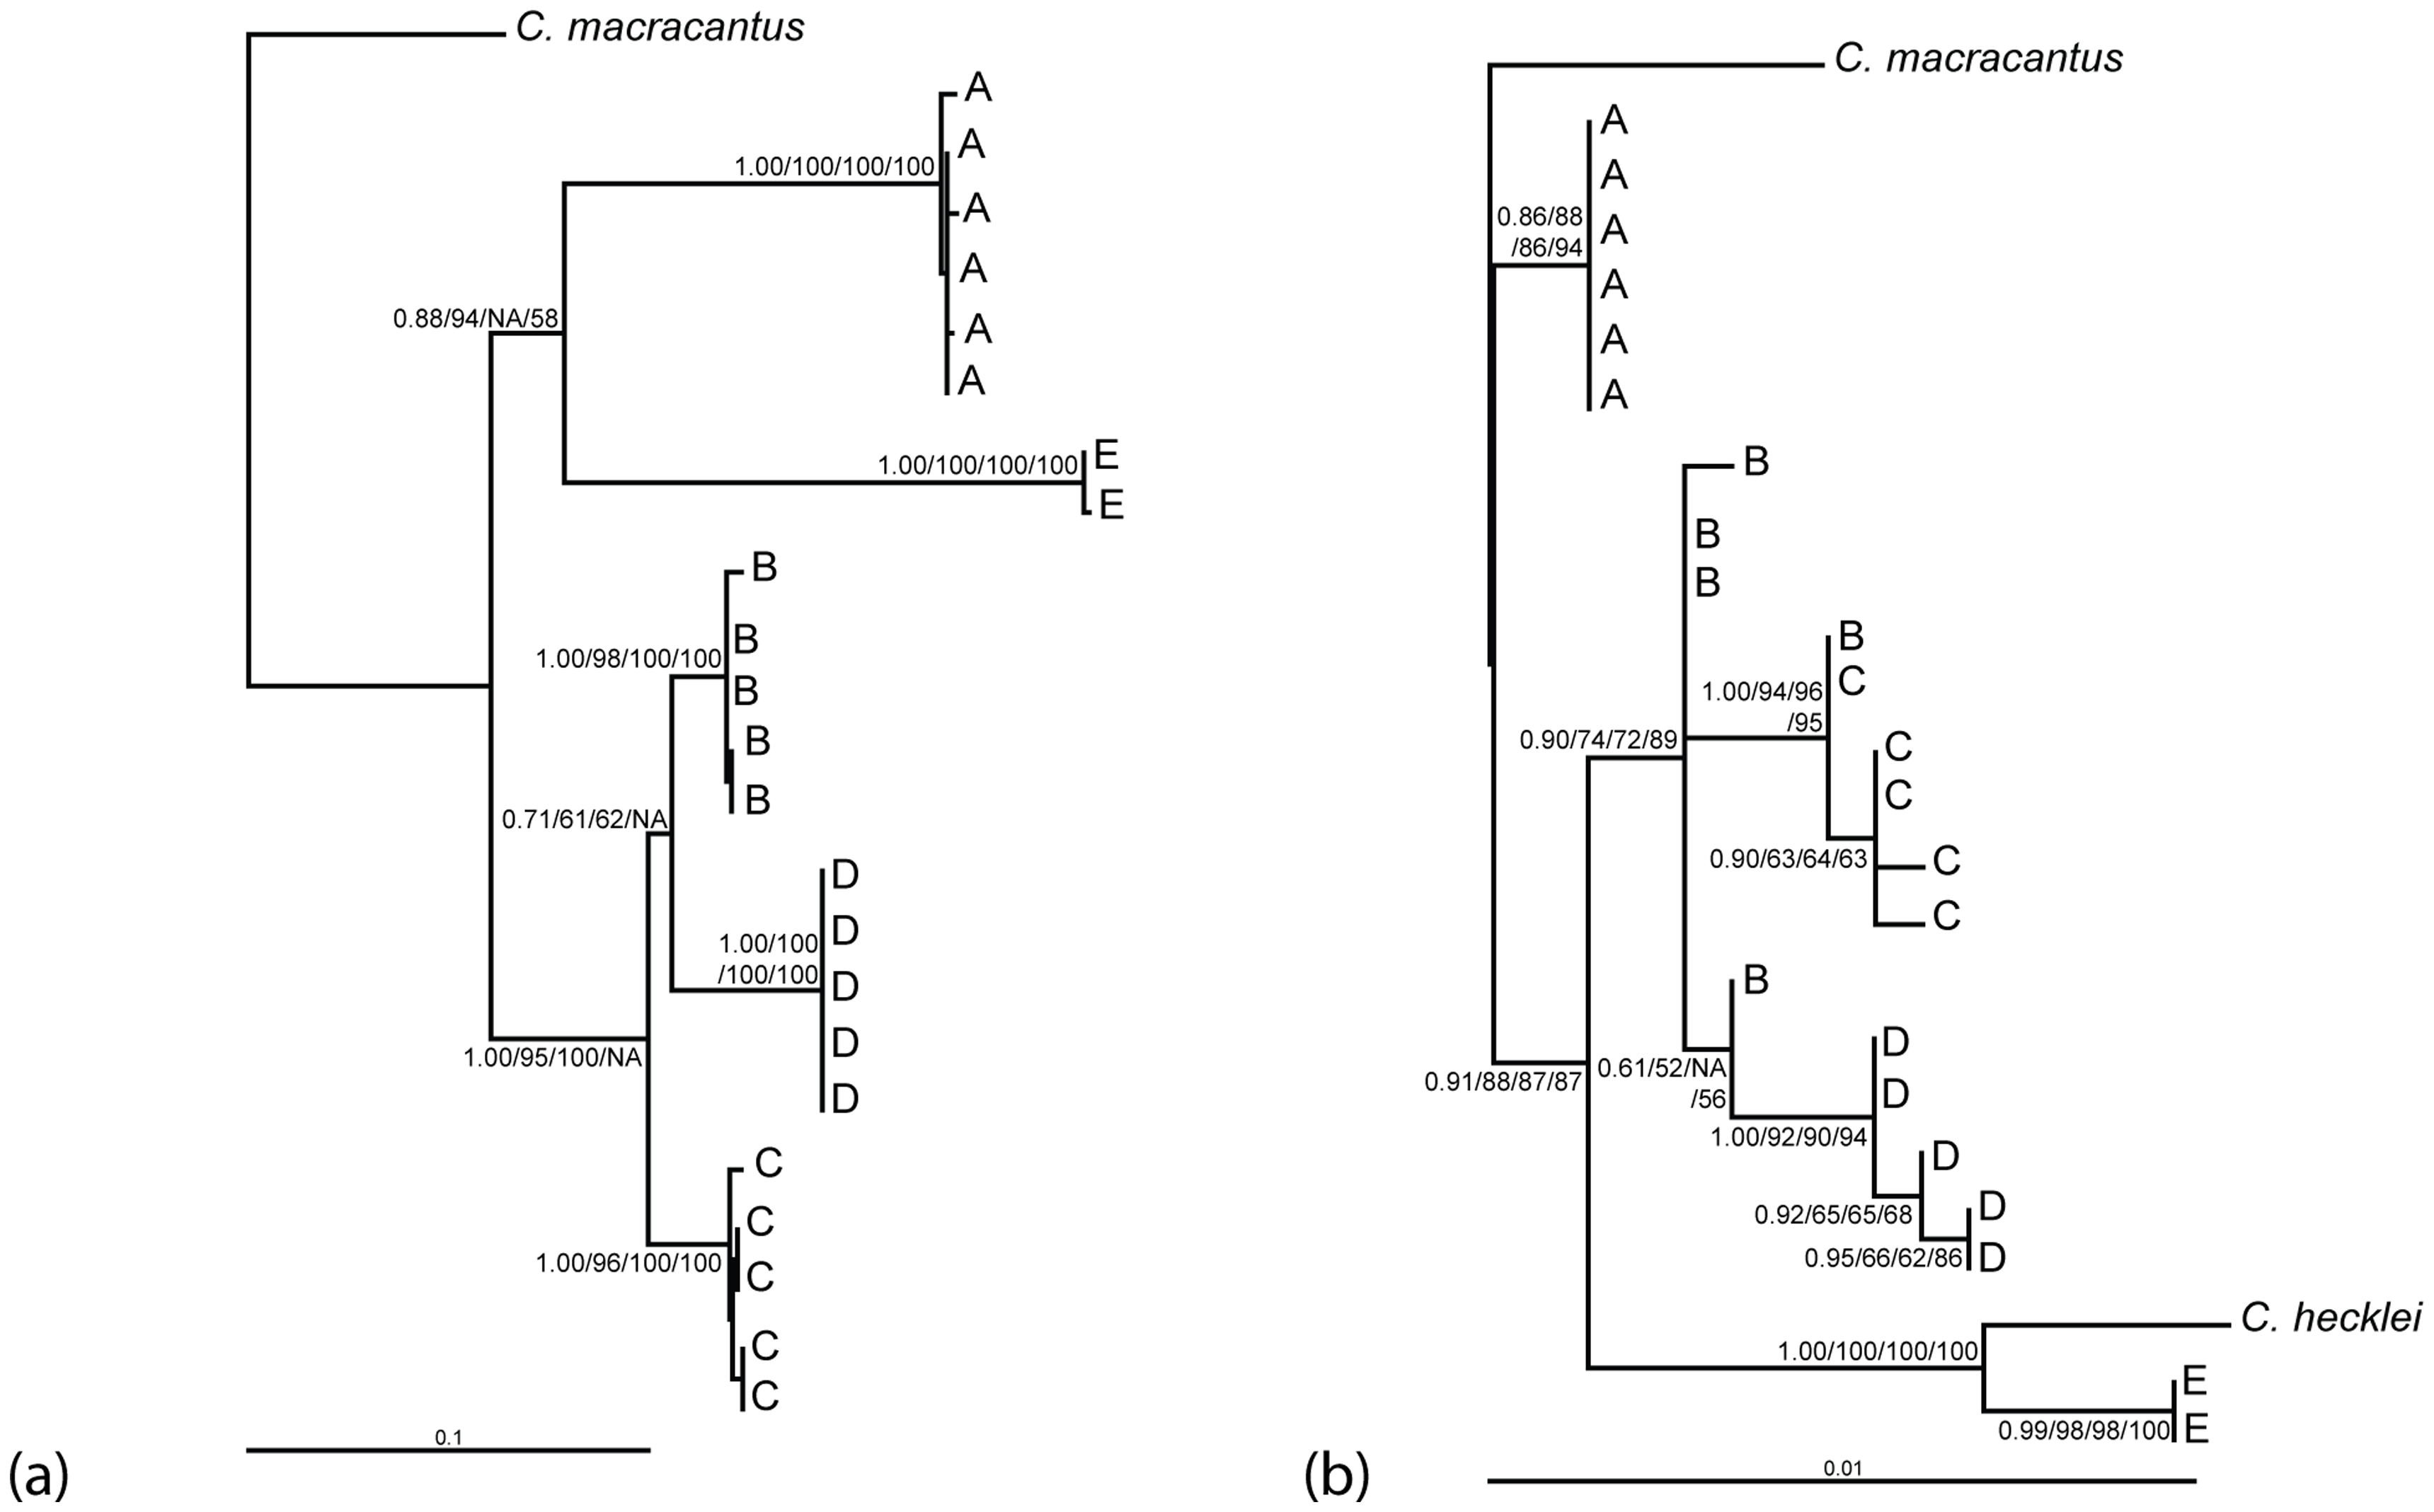 C. macracantus
A
A
1.00/100/100/100
A
A
0.88/94/NA/58
A
A
E
1.00/100/100/100
E
B
B
1.00/98/100/100
B
B
B
0.71/61/62/NA
D
D
1.00/100
/100/100
D
D
1.00/95/100/NA
D
C
C
1.00/96/100/100
C
C
C
0.1
(a)
C. macracantus
A
A
0.86/88
/86/94
A
A
A
A
B
B
B
B
C
1.00/94/96
/95
0.90/74/72/89
C
C
0.90/63/64/63
C
C
B
D
0.91/88/87/87
0.61/52/NA
/56
D
1.00/92/90/94
D
0.92/65/65/68
D
0.95/66/62/86
D
C. hecklei
1.00/100/100/100
E
0.99/98/98/100
E
0.01
(b)